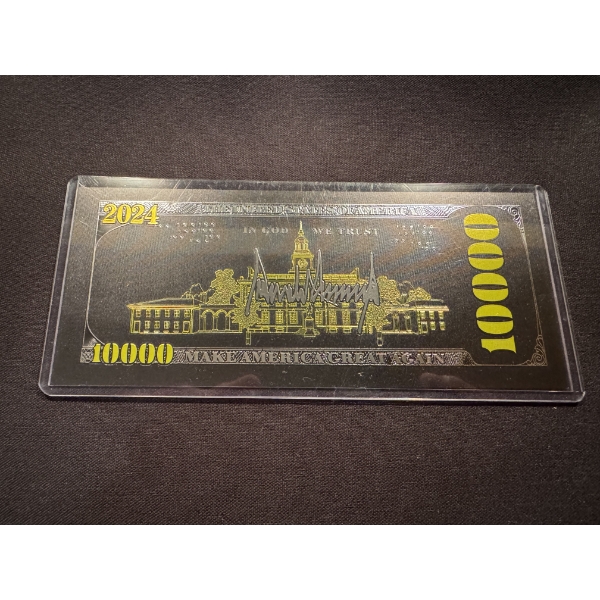 2024
THE UNITED STATES OF AMERICA
IN GOD WE TRUST
10000
10000
MAKE AMERICA GREAT AGAIN